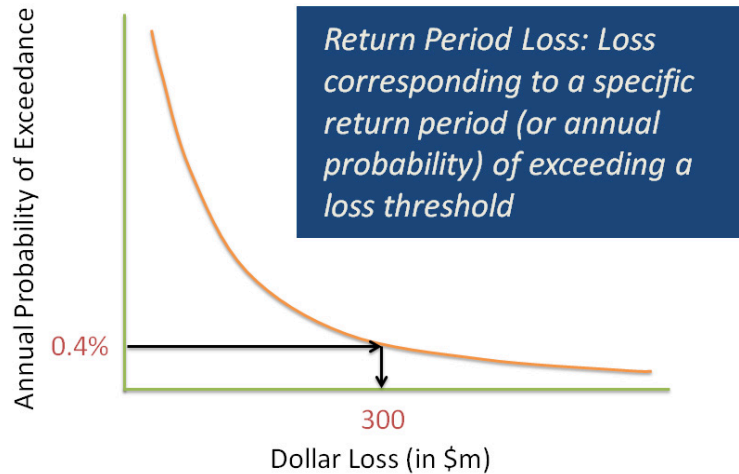 Return Period Loss: Loss
corresponding to a specific
return period (or annual
probability) of exceeding a
loss threshold
Annual Probability of Exceedance
0.4%
300
Dollar Loss (in $m)